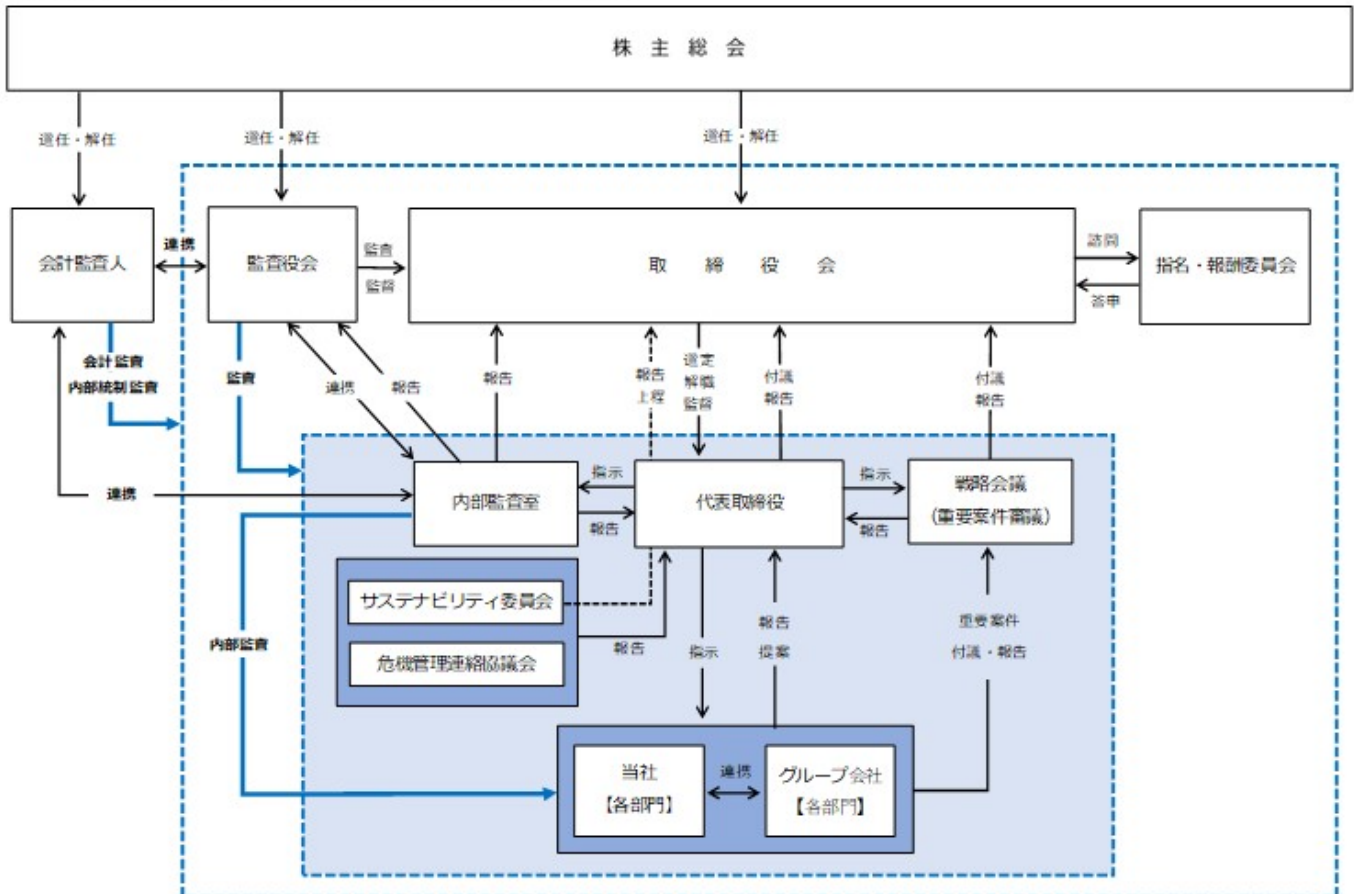 株主総会
選任・解任
選任・解任
選任・解任
会計監査人
連携
監査役会
監査
監督
取締役会
諮問
答申
指名・報酬委員会
会計監査
内部統制監査
監査
連携
報告
報告
報告
上程
選定
解職
監督
付議
報告
付議
報告
連携
内部監査室
指示
報告
代表取締役
指示
報告
戦略会議
(重要案件審議)
サステナビリティ委員会
危機管理連絡協議会
報告
内部監査
指示
報告
提案
重要案件
付議・報告
当社
【各部門】
連携
グループ会社
【各部門】